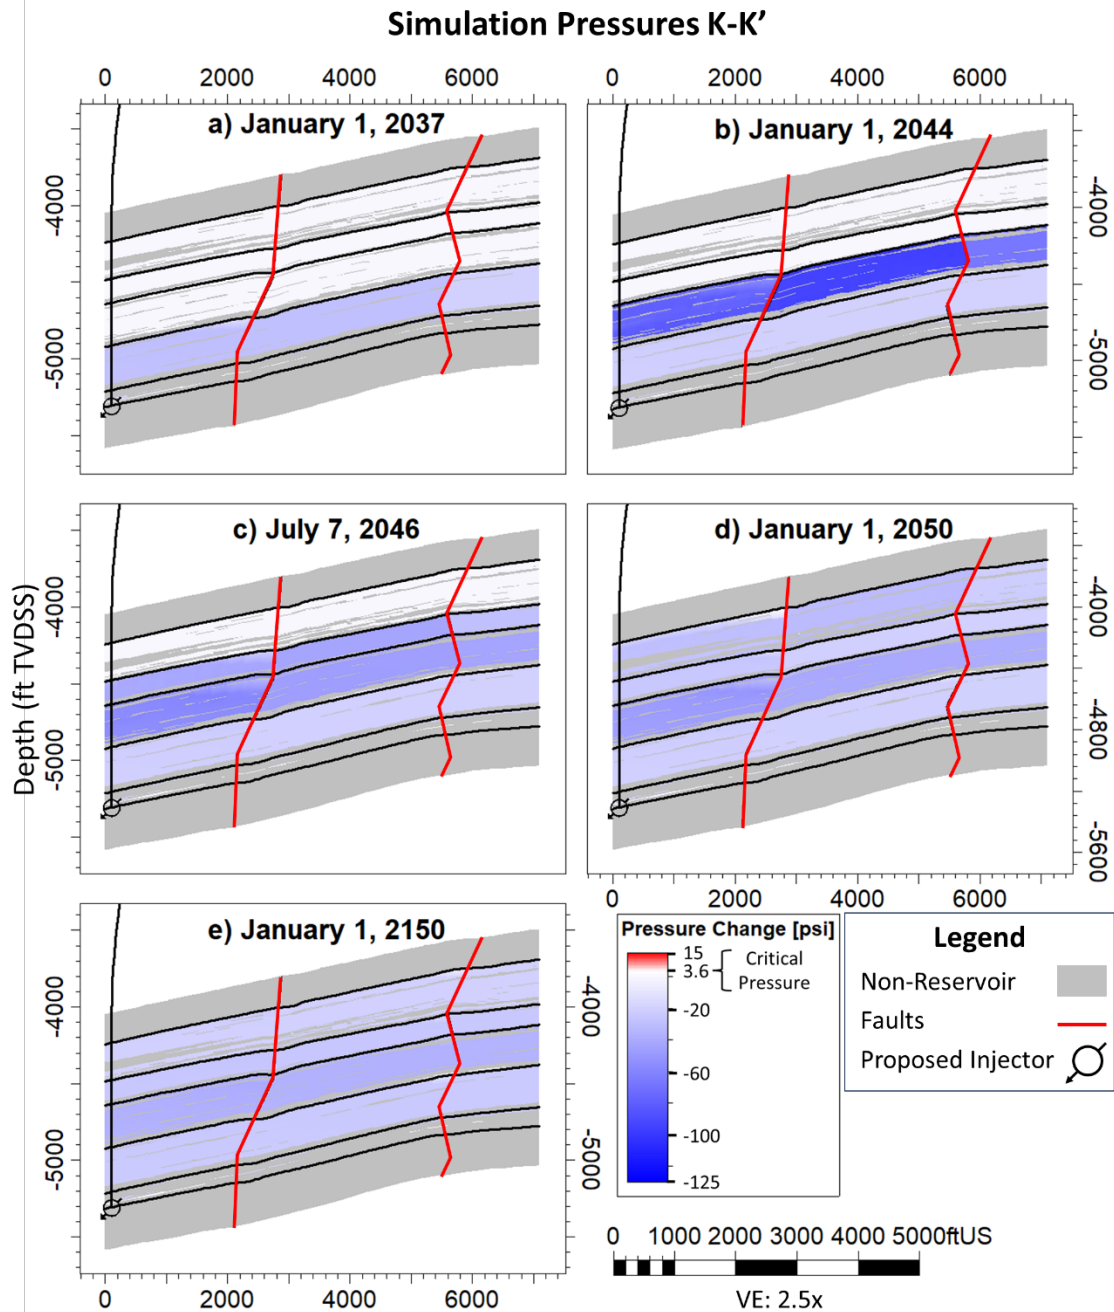 Simulation Pressures K-K’
0 2000 4000 6000
0 2000 4000 6000
a) January 1, 2037
b) January 1, 2044
-4000
-5000
-4000
-5000
c) July 7, 2046
d) January 1, 2050
Depth (ft TVDSS)
-4000
-5000
-4000
-4800
-5600
0 2000 4000 6000
e) January 1, 2150
-4000
-5000
-4000
-5000
0 2000 4000 6000
Pressure Change [psi]
15
3.6
-20
-60
-100
-125
Critical
Pressure
Legend
Non-Reservoir
Faults
Proposed Injector
0 1000 2000 3000 4000 5000ftUS
VE: 2.5x